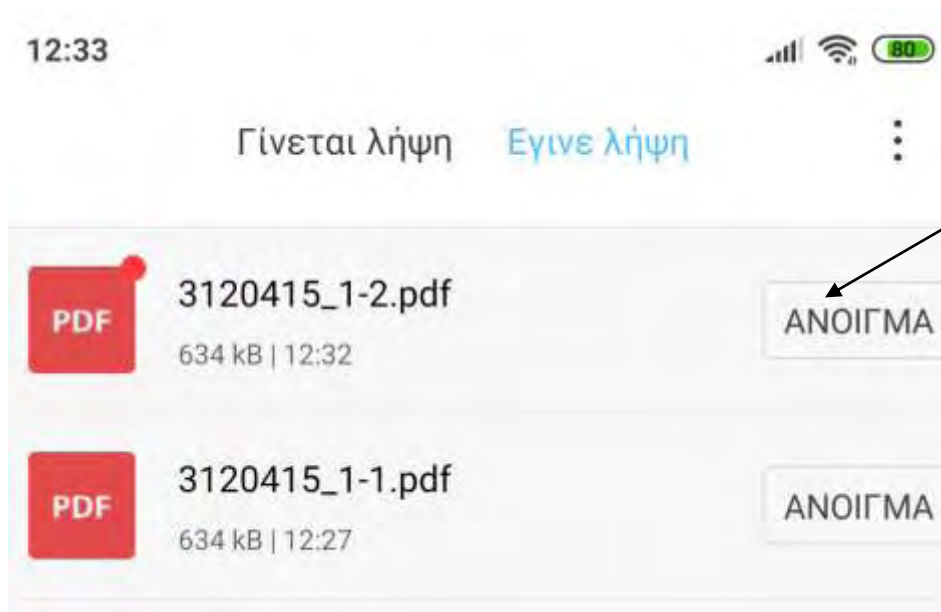 12:33 80
Γίνεται λήψη Εγινε λήψη
PDF 3120415_1-2.pdf ΑΝΟΙΓΜΑ
634 kB | 12:32
PDF 3120415_1-1.pdf ΑΝΟΙΓΜΑ
634 kB | 12:27